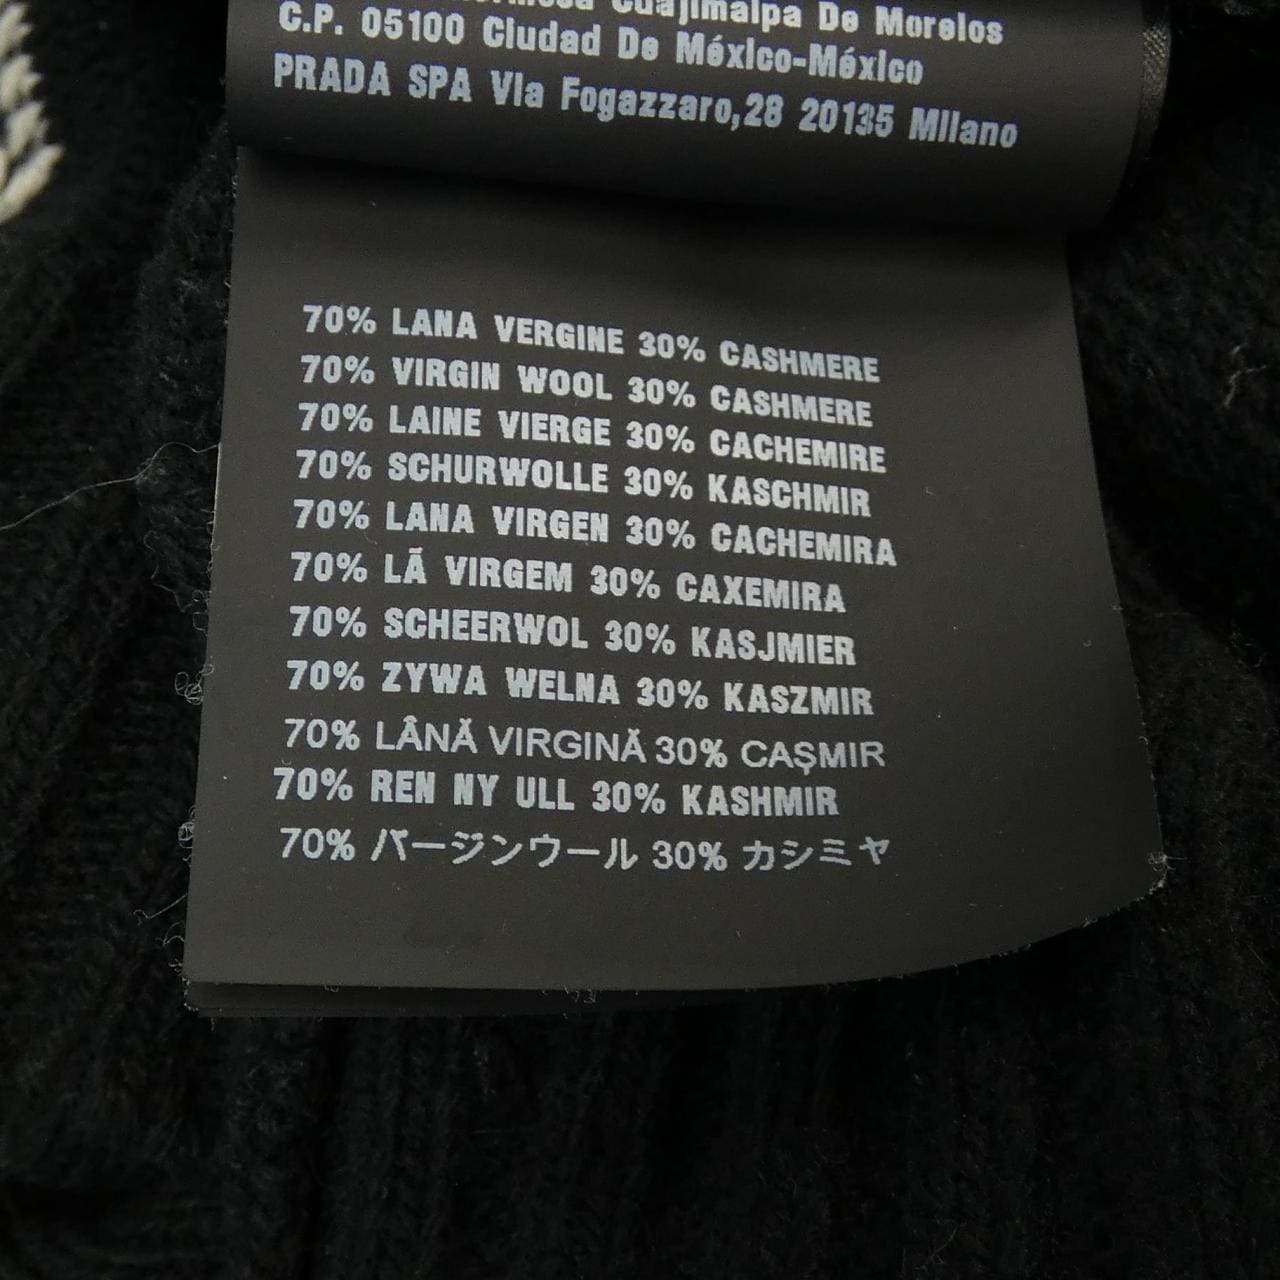 Cuajimalpa De Morelos
C.P. 05100 Ciudad De México-México
PRADA SPA Via Fogazzaro,28 20135 Milano
70% LANA VERGINE 30% CASHMERE
70% VIRGIN WOOL 30% CASHMERE
70% LAINE VIERGE 30% CACHEMIRE
70% SCHURWOLLE 30% KASCHMIR
70% LANA VIRGEN 30% CACHEMIRA
70% LÃ VIRGEM 30% CAXEMIRA
70% SCHEERWOL 30% KASJMIER
70% ZYWA WELNA 30% KASZMIR
70% LÂNĂ VIRGINĂ 30% CAŞMIR
70% REN NY ULL 30% KASHMIR
70% バージンウール 30% カシミヤ